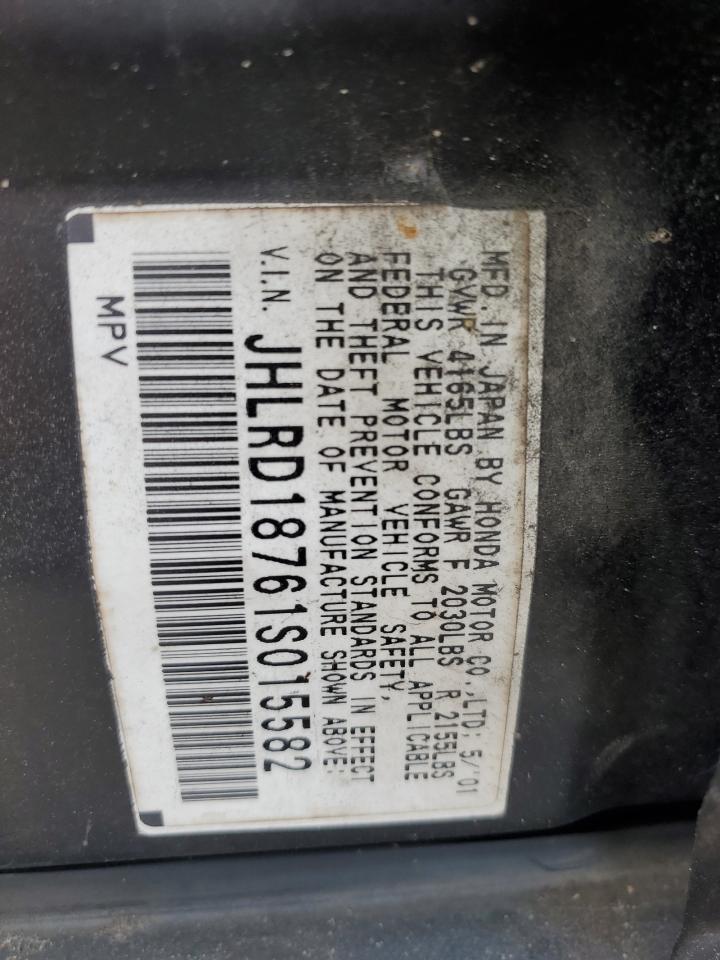 MFD. IN JAPAN BY HONDA MOTOR CO.,LTD; 5/'01
GVWR 4165LBS GAWR F 2030LBS R 2155LBS
THIS VEHICLE CONFORMS TO ALL APPLICABLE
FEDERAL MOTOR VEHICLE SAFETY,
AND THEFT PREVENTION STANDARDS IN EFFECT
ON THE DATE OF MANUFACTURE SHOWN ABOVE:
V.I.N. JHLRD18761S015582
MPV